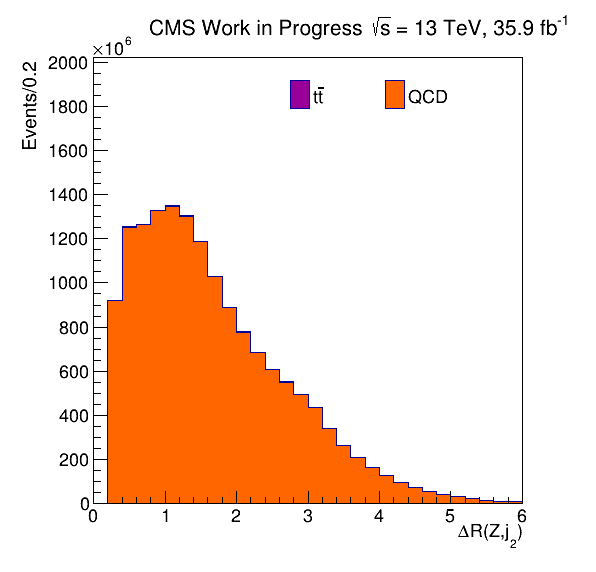 CMS Work in Progress √s = 13 TeV, 35.9 fb⁻¹
×10⁶
Events/0.2
tt̄
QCD
2000
1800
1600
1400
1200
1000
800
600
400
200
0
0 1 2 3 4 5 6
ΔR(Z,j₂)